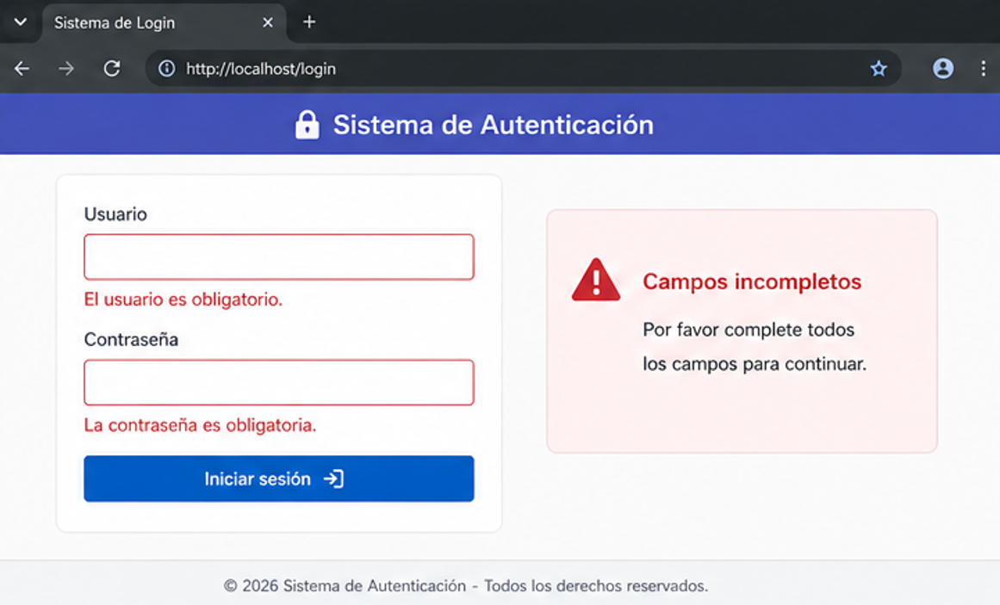 Sistema de Login
http://localhost/login
Sistema de Autenticación
Usuario
El usuario es obligatorio.
Contraseña
La contraseña es obligatoria.
Iniciar sesión
Campos incompletos
Por favor complete todos
los campos para continuar.
© 2026 Sistema de Autenticación - Todos los derechos reservados.